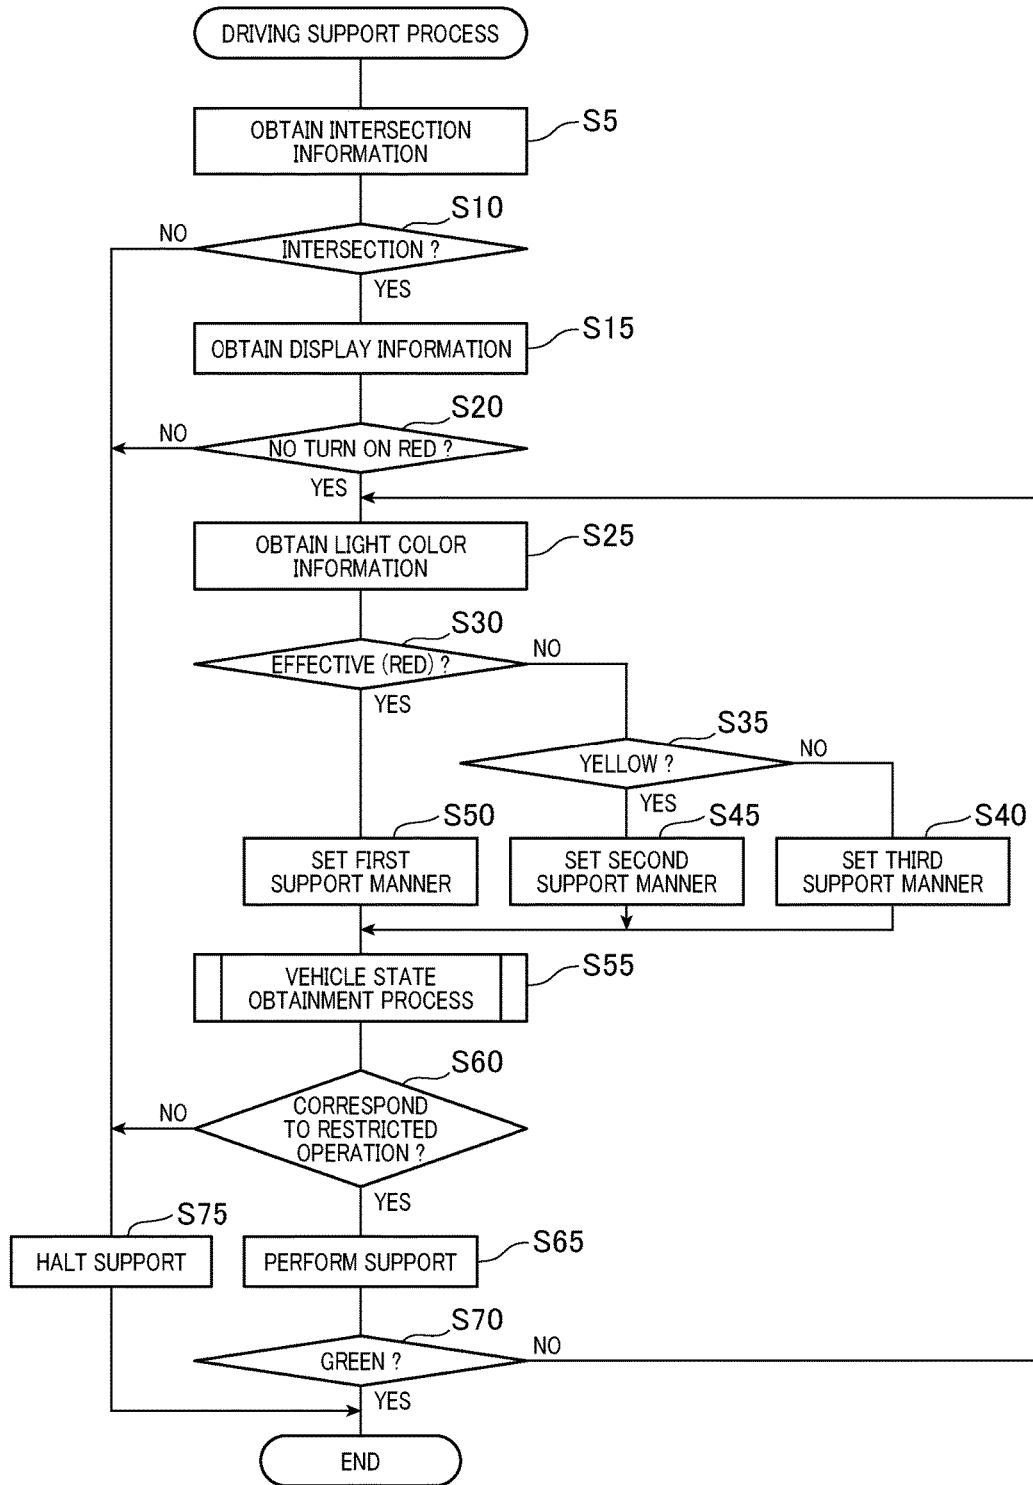 DRIVING SUPPORT PROCESS
OBTAIN INTERSECTION
INFORMATION
S5
S10
NO
INTERSECTION ?
YES
S15
OBTAIN DISPLAY INFORMATION
S20
NO
NO TURN ON RED ?
YES
S25
OBTAIN LIGHT COLOR
INFORMATION
S30
NO
EFFECTIVE (RED) ?
YES
S35
NO
YELLOW ?
YES
S50
S45
S40
SET FIRST
SUPPORT MANNER
SET SECOND
SUPPORT MANNER
SET THIRD
SUPPORT MANNER
S55
VEHICLE STATE
OBTAINMENT PROCESS
S60
NO
CORRESPOND
TO RESTRICTED
OPERATION ?
YES
S75
HALT SUPPORT
S65
PERFORM SUPPORT
S70
NO
GREEN ?
YES
END